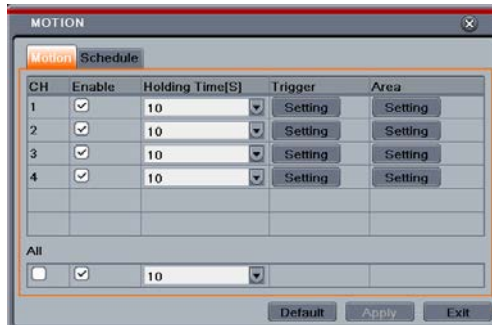 MOTION
Motion Schedule
CH Enable Holding Time[S] Trigger Area
1 10 Setting Setting
2 10 Setting Setting
3 10 Setting Setting
4 10 Setting Setting
All
10
Default Apply Exit